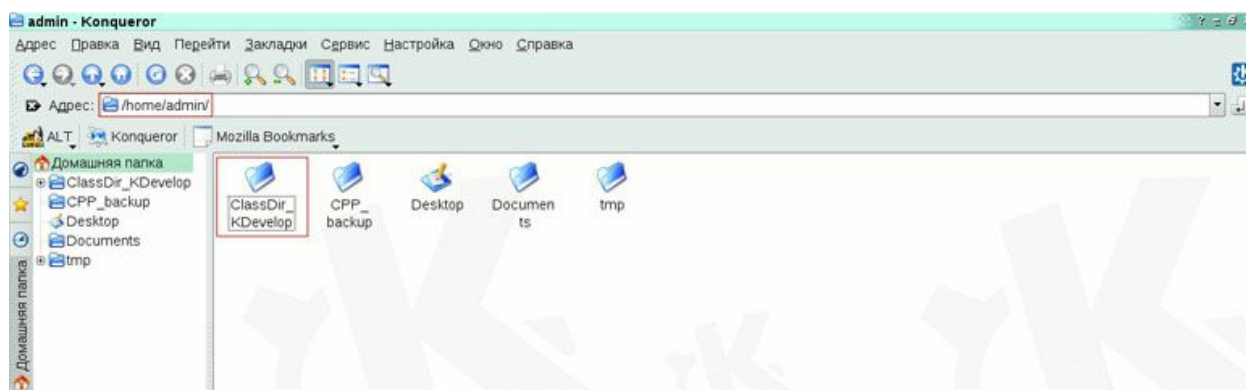 admin - Konqueror
Адрес Правка Вид Перейти Закладки Сервис Настройка Окно Справка
Адрес: /home/admin/
ALT Konqueror Mozilla Bookmarks
Домашняя папка
ClassDir_KDevelop
CPP_backup
Desktop
Documents
tmp
Домашняя папка
ClassDir_
KDevelop
CPP_
backup
Desktop
Documen
ts
tmp